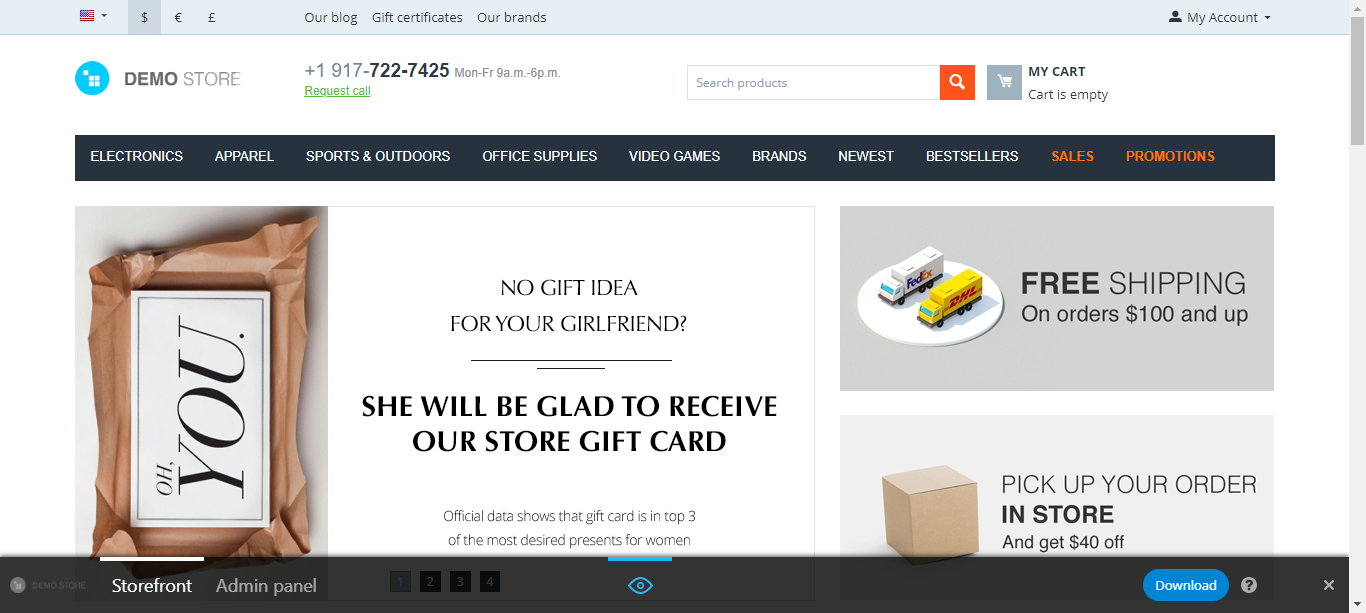 $ € £ Our blog Gift certificates Our brands My Account
DEMO STORE
+1 917-722-7425 Mon-Fr 9a.m.-6p.m.
Request call
Search products
MY CART
Cart is empty
ELECTRONICS APPAREL SPORTS & OUTDOORS OFFICE SUPPLIES VIDEO GAMES BRANDS NEWEST BESTSELLERS SALES PROMOTIONS
OH,
YOU.
NO GIFT IDEA
FOR YOUR GIRLFRIEND?
SHE WILL BE GLAD TO RECEIVE
OUR STORE GIFT CARD
Official data shows that gift card is in top 3
of the most desired presents for women
1 2 3 4
FedEx
DHL
FREE SHIPPING
On orders $100 and up
PICK UP YOUR ORDER
IN STORE
And get $40 off
DEMO STORE
Storefront Admin panel
Download ? ×